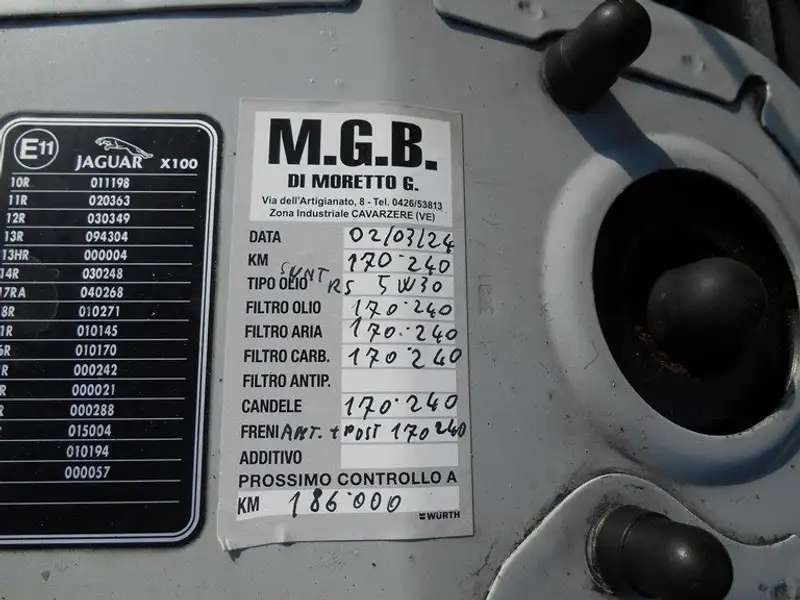 E11 JAGUAR X100
10R 011198
11R 020363
12R 030349
13R 094304
13HR 000004
14R 030248
17RA 040268
8R 010271
1R 010145
6R 010170
R 000242
R 000021
R 000288
R 015004
010194
000057
M.G.B.
DI MORETTO G.
Via dell'Artigianato, 8 - Tel. 0426/53813
Zona Industriale CAVARZERE (VE)
DATA 02/03/24
KM 170·240
TIPO OLIO SUNT RS 5W30
FILTRO OLIO 170·240
FILTRO ARIA 170·240
FILTRO CARB. 170·240
FILTRO ANTIP.
CANDELE 170·240
FRENI ANT. + POST 170240
ADDITIVO
PROSSIMO CONTROLLO A
KM 186·000
WÜRTH